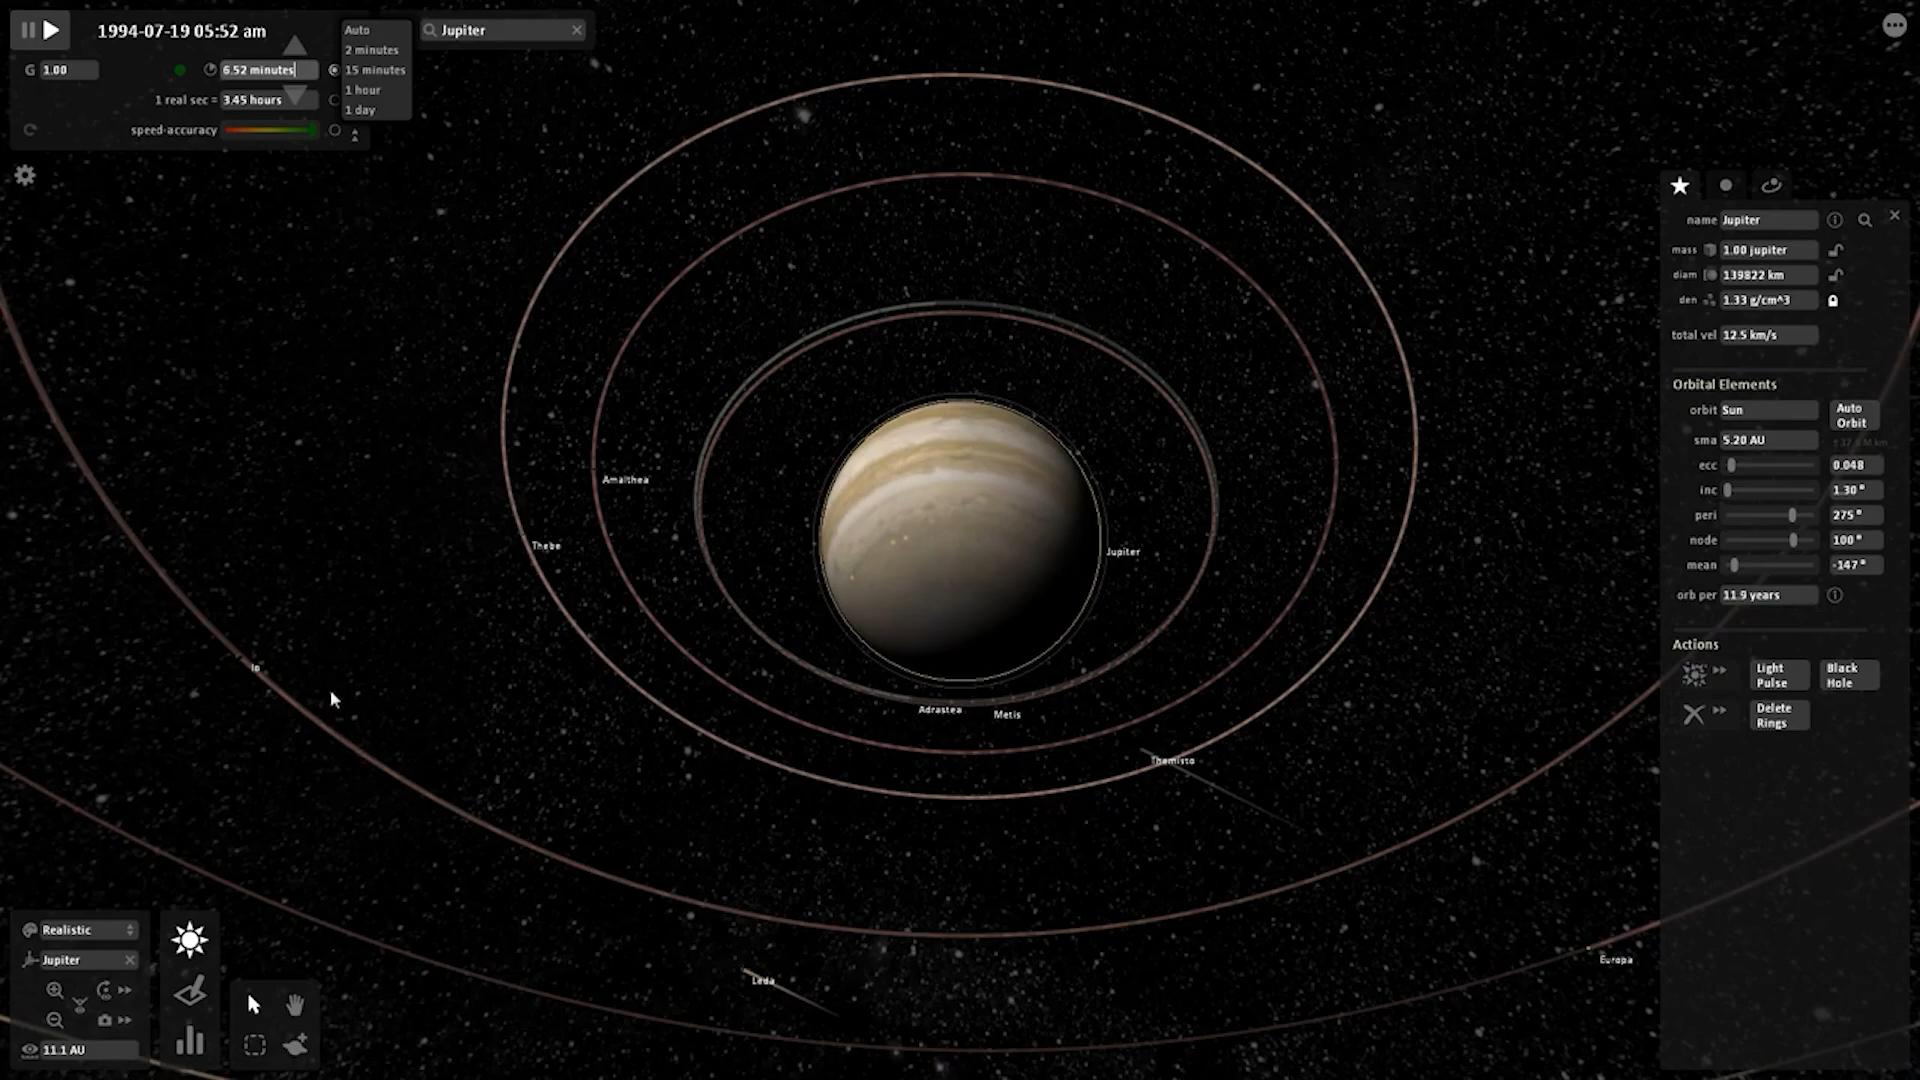 1994-07-19 05:52 am
G 1.00
6.52 minutes
1 real sec = 3.45 hours
speed-accuracy
Auto
2 minutes
15 minutes
1 hour
1 day
Jupiter
Amalthea
Thebe
Jupiter
Io
Adrastea
Metis
Themisto
Leda
Europa
name Jupiter
mass 1.00 jupiter
diam 139822 km
den 1.33 g/cm^3
total vel 12.5 km/s
Orbital Elements
orbit Sun
Auto
Orbit
sma 5.20 AU
ecc 0.048
inc 1.30°
peri 275°
node 100°
mean -147°
orb per 11.9 years
Actions
Light
Pulse
Black
Hole
Delete
Rings
Realistic
Jupiter
11.1 AU